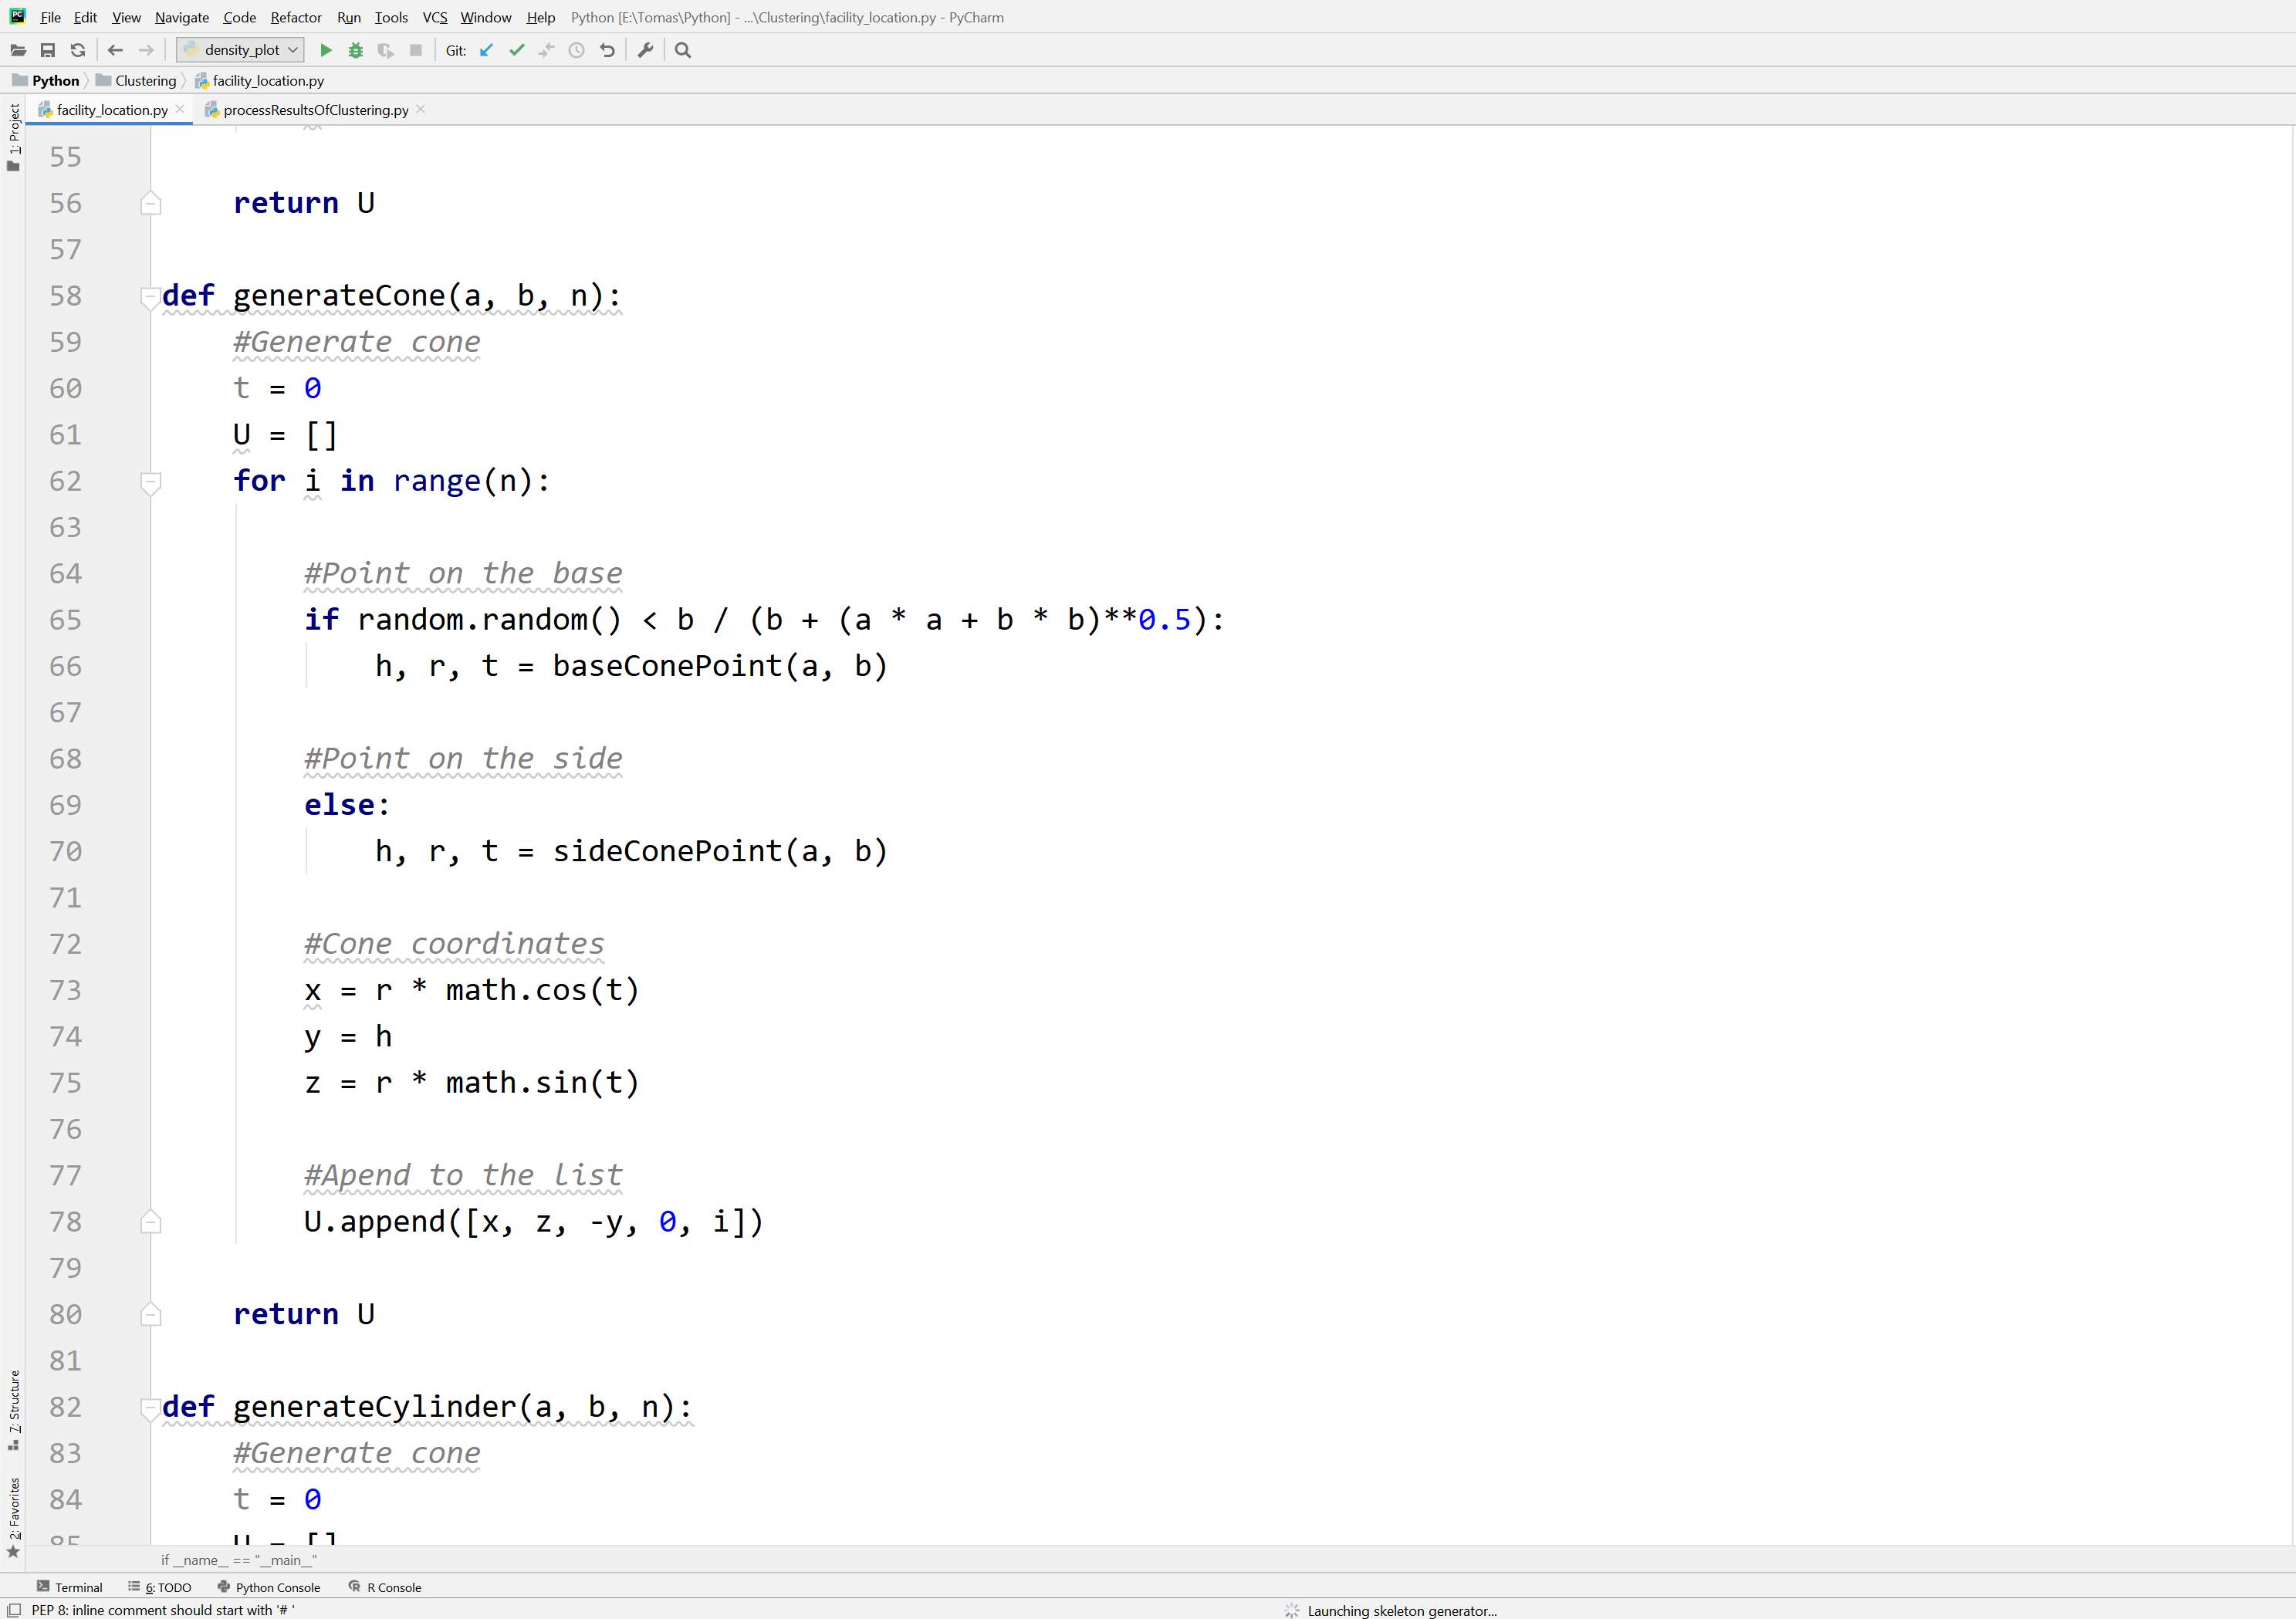 PC File Edit View Navigate Code Refactor Run Tools VCS Window Help Python [E:\Tomas\Python] - ...\Clustering\facility_location.py - PyCharm
density_plot Git:
Python Clustering facility_location.py
1: Project
facility_location.py processResultsOfClustering.py
55
56 return U
57
58 def generateCone(a, b, n):
59 #Generate cone
60 t = 0
61 U = []
62 for i in range(n):
63
64 #Point on the base
65 if random.random() < b / (b + (a * a + b * b)**0.5):
66 h, r, t = baseConePoint(a, b)
67
68 #Point on the side
69 else:
70 h, r, t = sideConePoint(a, b)
71
72 #Cone coordinates
73 x = r * math.cos(t)
74 y = h
75 z = r * math.sin(t)
76
77 #Apend to the list
78 U.append([x, z, -y, 0, i])
79
80 return U
81
82 def generateCylinder(a, b, n):
83 #Generate cone
84 t = 0
85 U = []
7: Structure
2: Favorites
if __name__ == "__main__"
Terminal 6: TODO Python Console R Console
PEP 8: inline comment should start with '# ' Launching skeleton generator...